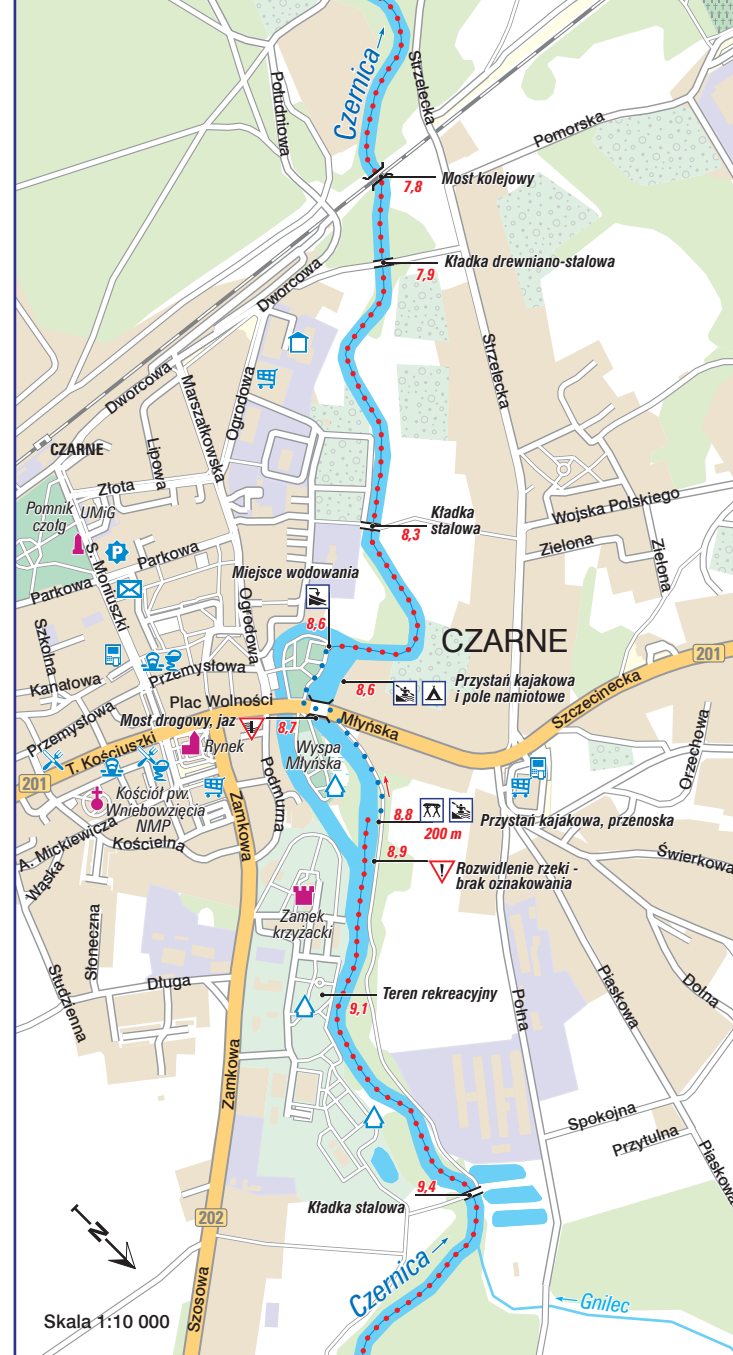 Czernica →
Strzelecka
Południowa
Pomorska
7,8
Most kolejowy
Kładka drewniano-stalowa
7,9
Dworcowa
Strzelecka
Dworcowa
Marszałkowska
Ogrodowa
CZARNE
Lipowa
Złota
Pomnik
czołg
UMiG
P
S. Moniuszki
Parkowa
Parkowa
Kładka
stalowa
8,3
Wojska Polskiego
Zielona
Zielona
Miejsce wodowania
8,6
Ogrodowa
Szkolna
CZARNE
201
Kanałowa
Przemysłowa
8,6
Przystań kajakowa
i pole namiotowe
Szczecinecka
Plac Wolności
Most drogowy, jaz
8,7
Młyńska
Przemysłowa
T. Kościuszki
Rynek
Wyspa
Młyńska
Orzechowa
201
Podmurna
Kościół pw.
Wniebowzięcia
NMP
Zamkowa
8,8
200 m
Przystań kajakowa, przenoska
A. Mickiewicza
Kościelna
8,9
Rozwidlenie rzeki -
brak oznakowania
Świerkowa
Wąska
Zamek
krzyżacki
Słoneczna
Studzienna
Długa
Teren rekreacyjny
9,1
Polna
Piaskowa
Dolna
Zamkowa
Spokojna
Przytulna
Piaskowa
9,4
Kładka stalowa
202
N
Czernica →
← Gnilec
Szosowa
Skala 1:10 000